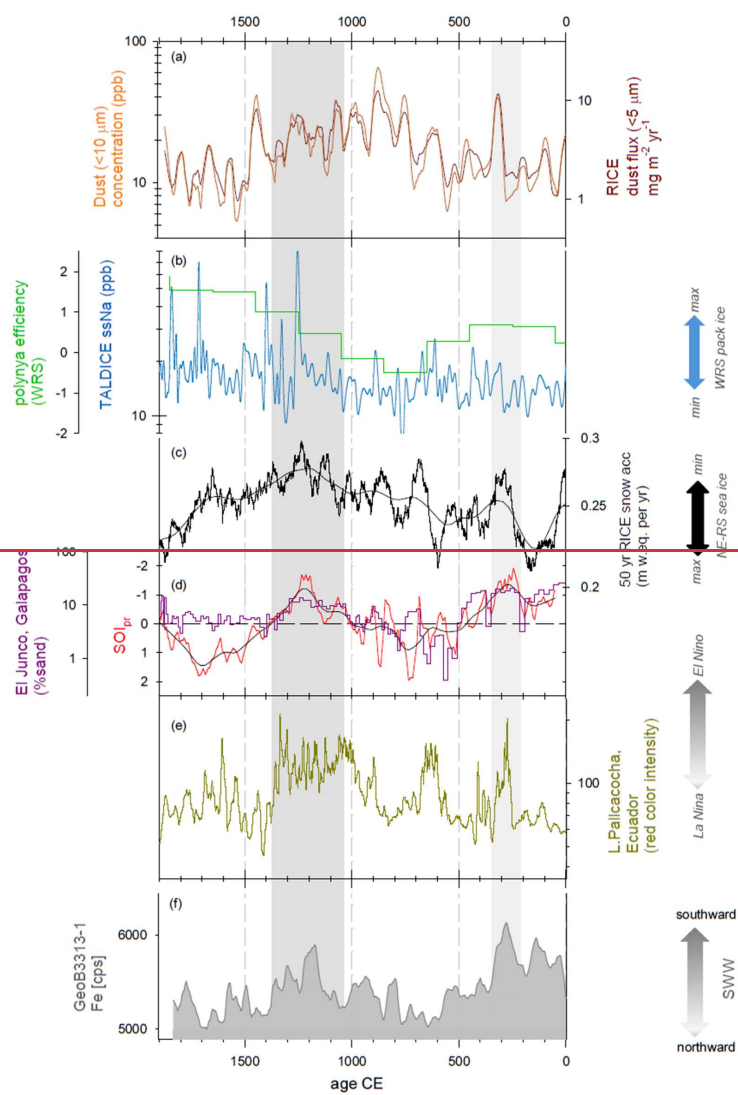 1500 1000 500 0
100
(a)
Dust (<10 µm)
concentration (ppb)
10
10
1
RICE
dust flux (<5 µm)
mg m-2 yr-1
(b)
polynya efficiency
(WRS)
2
1
0
-1
-2
TALDICE ssNa (ppb)
10
max
WRS pack ice
min
(c)
0.3
0.25
0.2
50 yr RICE snow acc
(m w.eq. per yr)
min
NE-RS sea ice
max
(d)
El Junco, Galapagos
(%sand)
100
10
1
SOIpr
-2
-1
0
1
2
El Nino
La Nina
(e)
100
L.Pallcacocha,
Ecuador
(red color intensity)
(f)
GeoB3313-1
Fe [cps]
6000
5000
southward
SWW
northward
1500 1000 500 0
age CE